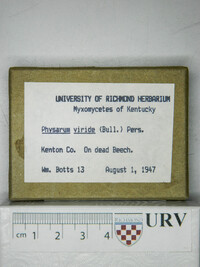 UNIVERSITY OF RICHMOND HERBARIUM
Myxomycetes of Kentucky
Physarum viride (Bull.) Pers.
Kenton Co. On dead Beech.
Wm. Botts 13 August 1, 1947
cm 1 2 3 4
RICHMOND
URV